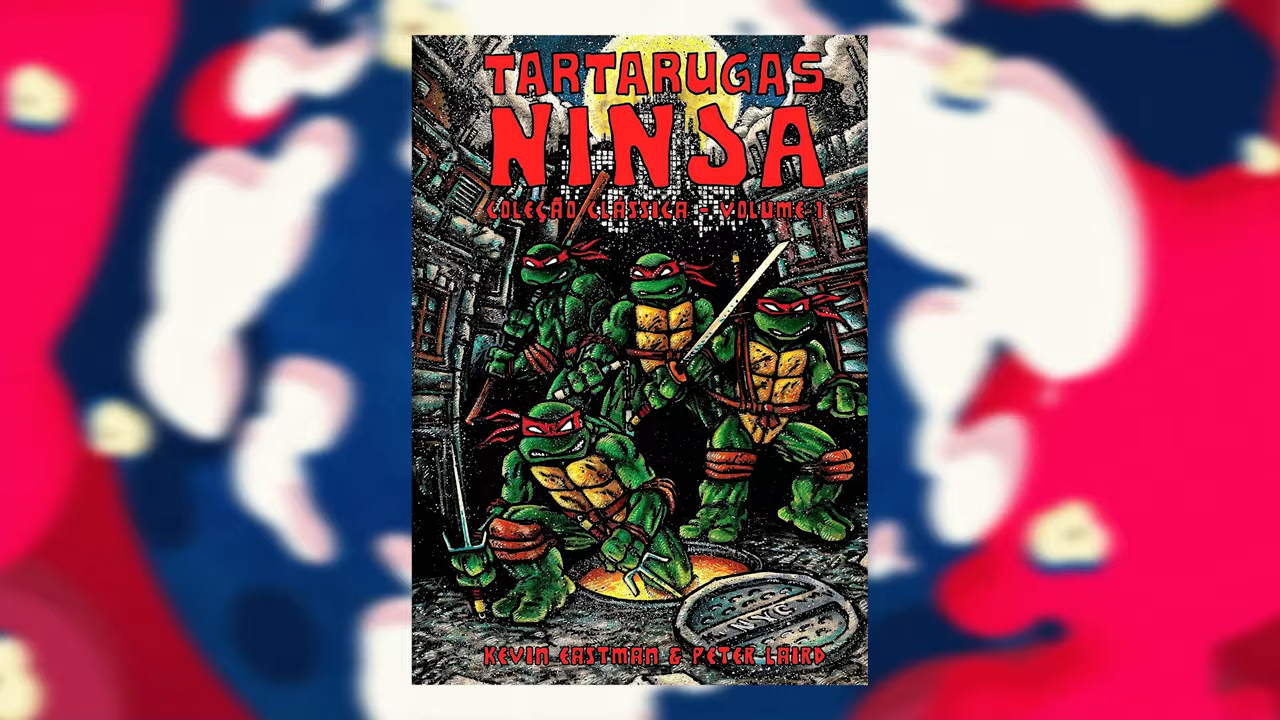 TARTARUGAS
NINJA
COLEÇÃO CLÁSSICA - VOLUME 1
NYC
KEVIN EASTMAN & PETER LAIRD